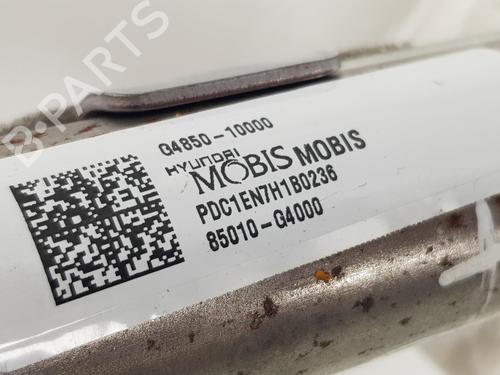 B-PARTS
G4850-10000
HYUNDAI
MOBIS MOBIS
PDC1EN7H1B0236
85010-G4000